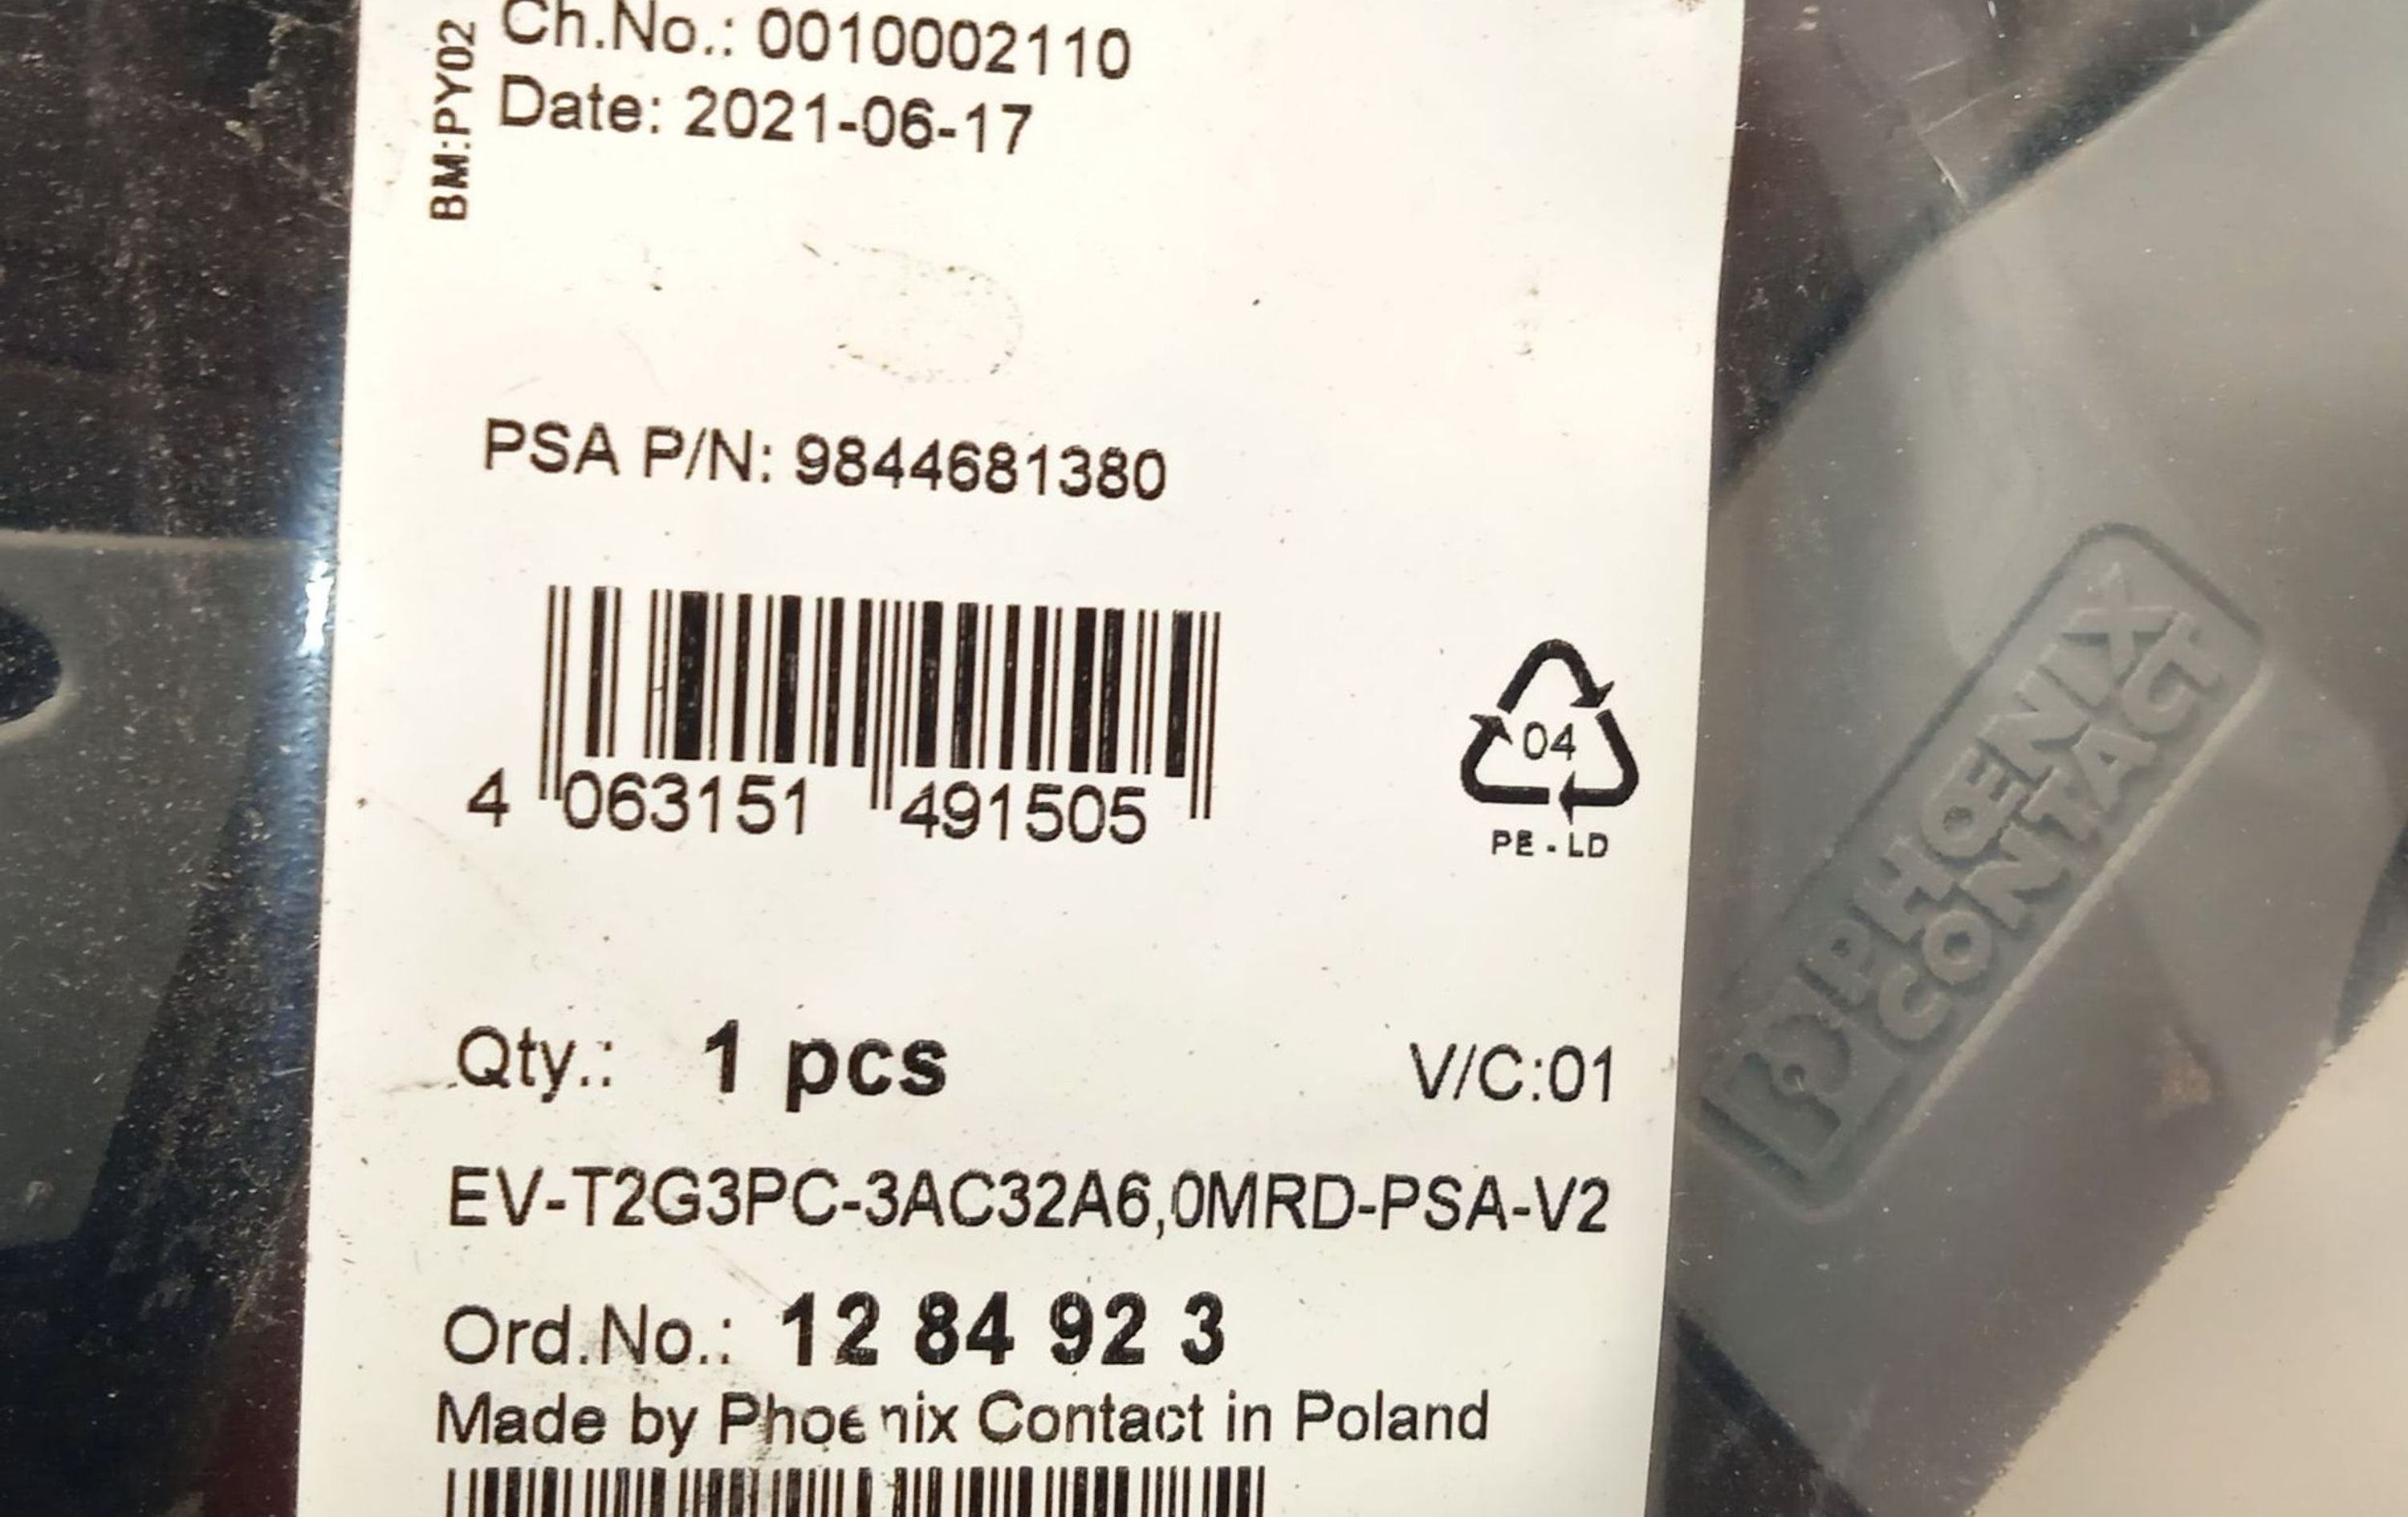 BM:PY02
Ch.No.: 0010002110
Date: 2021-06-17
PSA P/N: 9844681380
4 063151 491505
04
PE-LD
PHOENIX
CONTACT
Qty.: 1 pcs V/C:01
EV-T2G3PC-3AC32A6,0MRD-PSA-V2
Ord.No.: 12 84 92 3
Made by Phoenix Contact in Poland